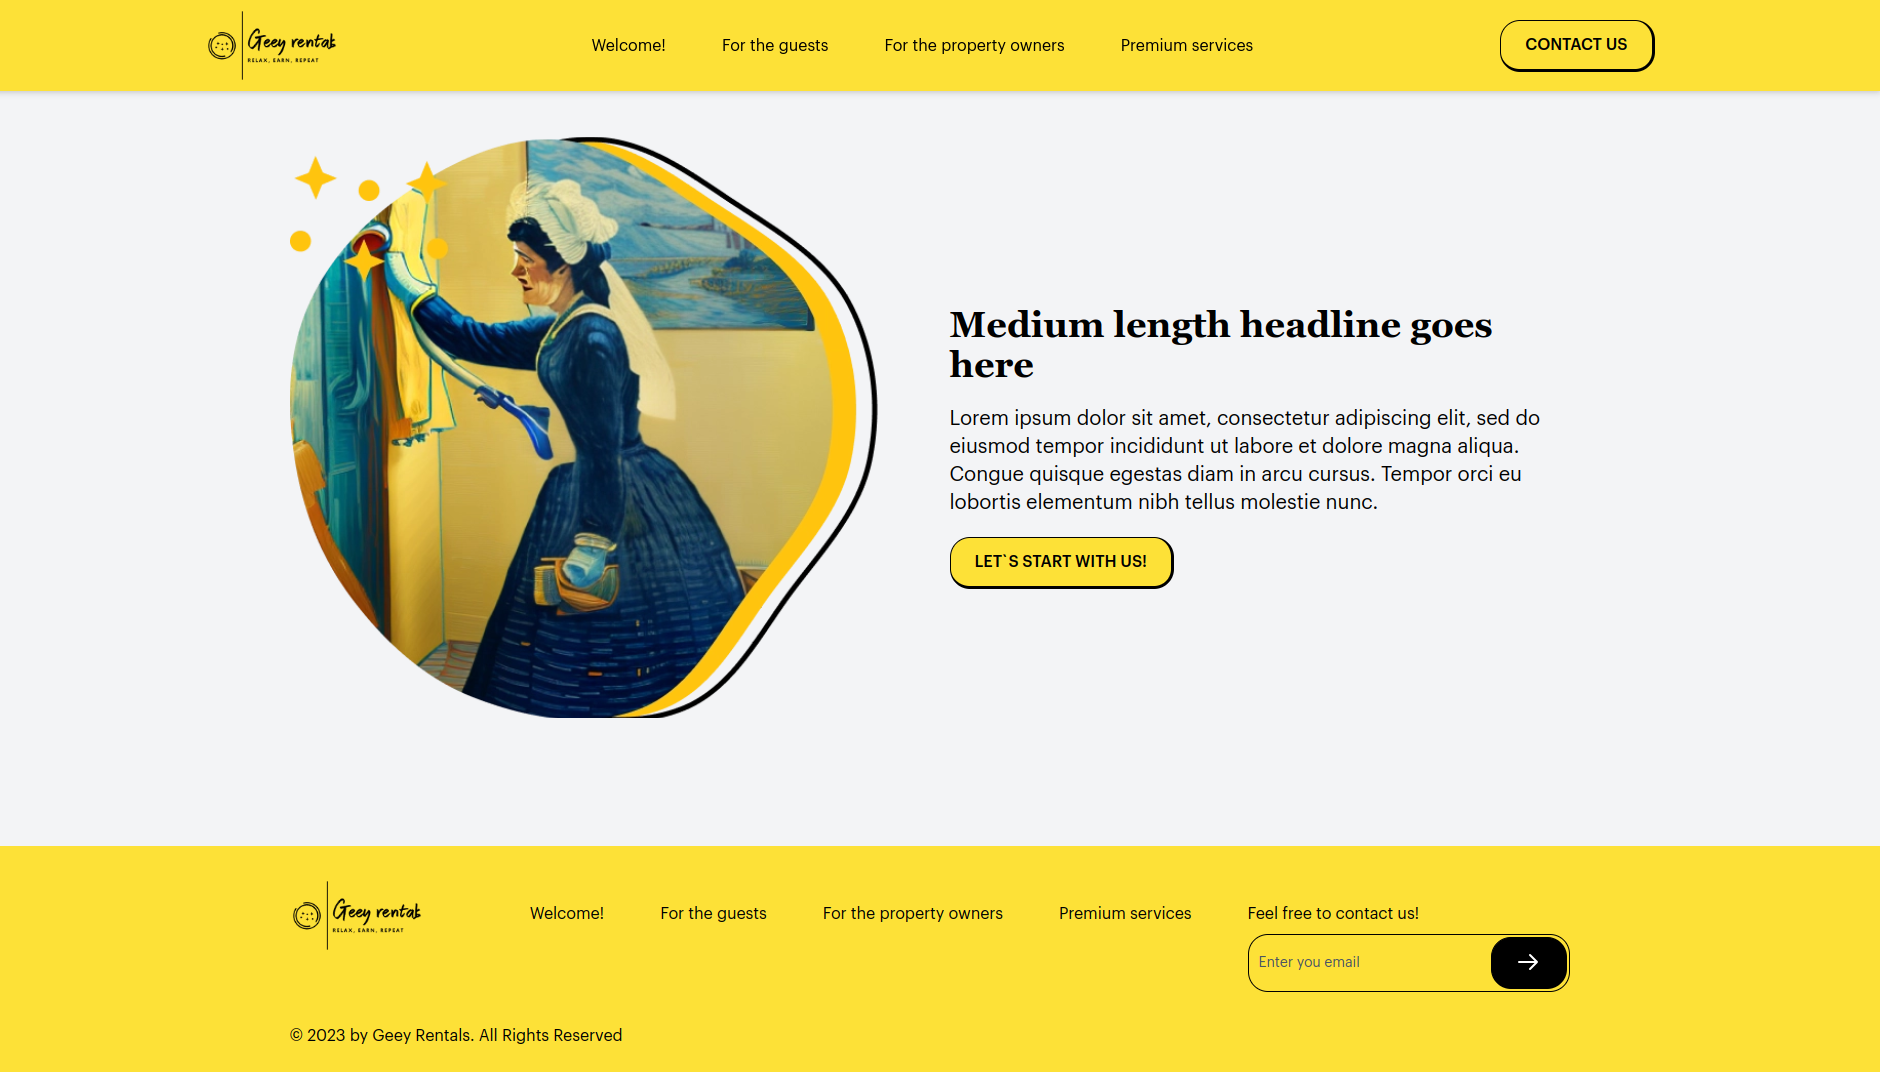 Geey rentals
RELAX, EARN, REPEAT
Welcome!
For the guests
For the property owners
Premium services
CONTACT US
Medium length headline goes
here
Lorem ipsum dolor sit amet, consectetur adipiscing elit, sed do
eiusmod tempor incididunt ut labore et dolore magna aliqua.
Congue quisque egestas diam in arcu cursus. Tempor orci eu
lobortis elementum nibh tellus molestie nunc.
LET`S START WITH US!
Geey rentals
RELAX, EARN, REPEAT
Welcome!
For the guests
For the property owners
Premium services
Feel free to contact us!
Enter you email
© 2023 by Geey Rentals. All Rights Reserved